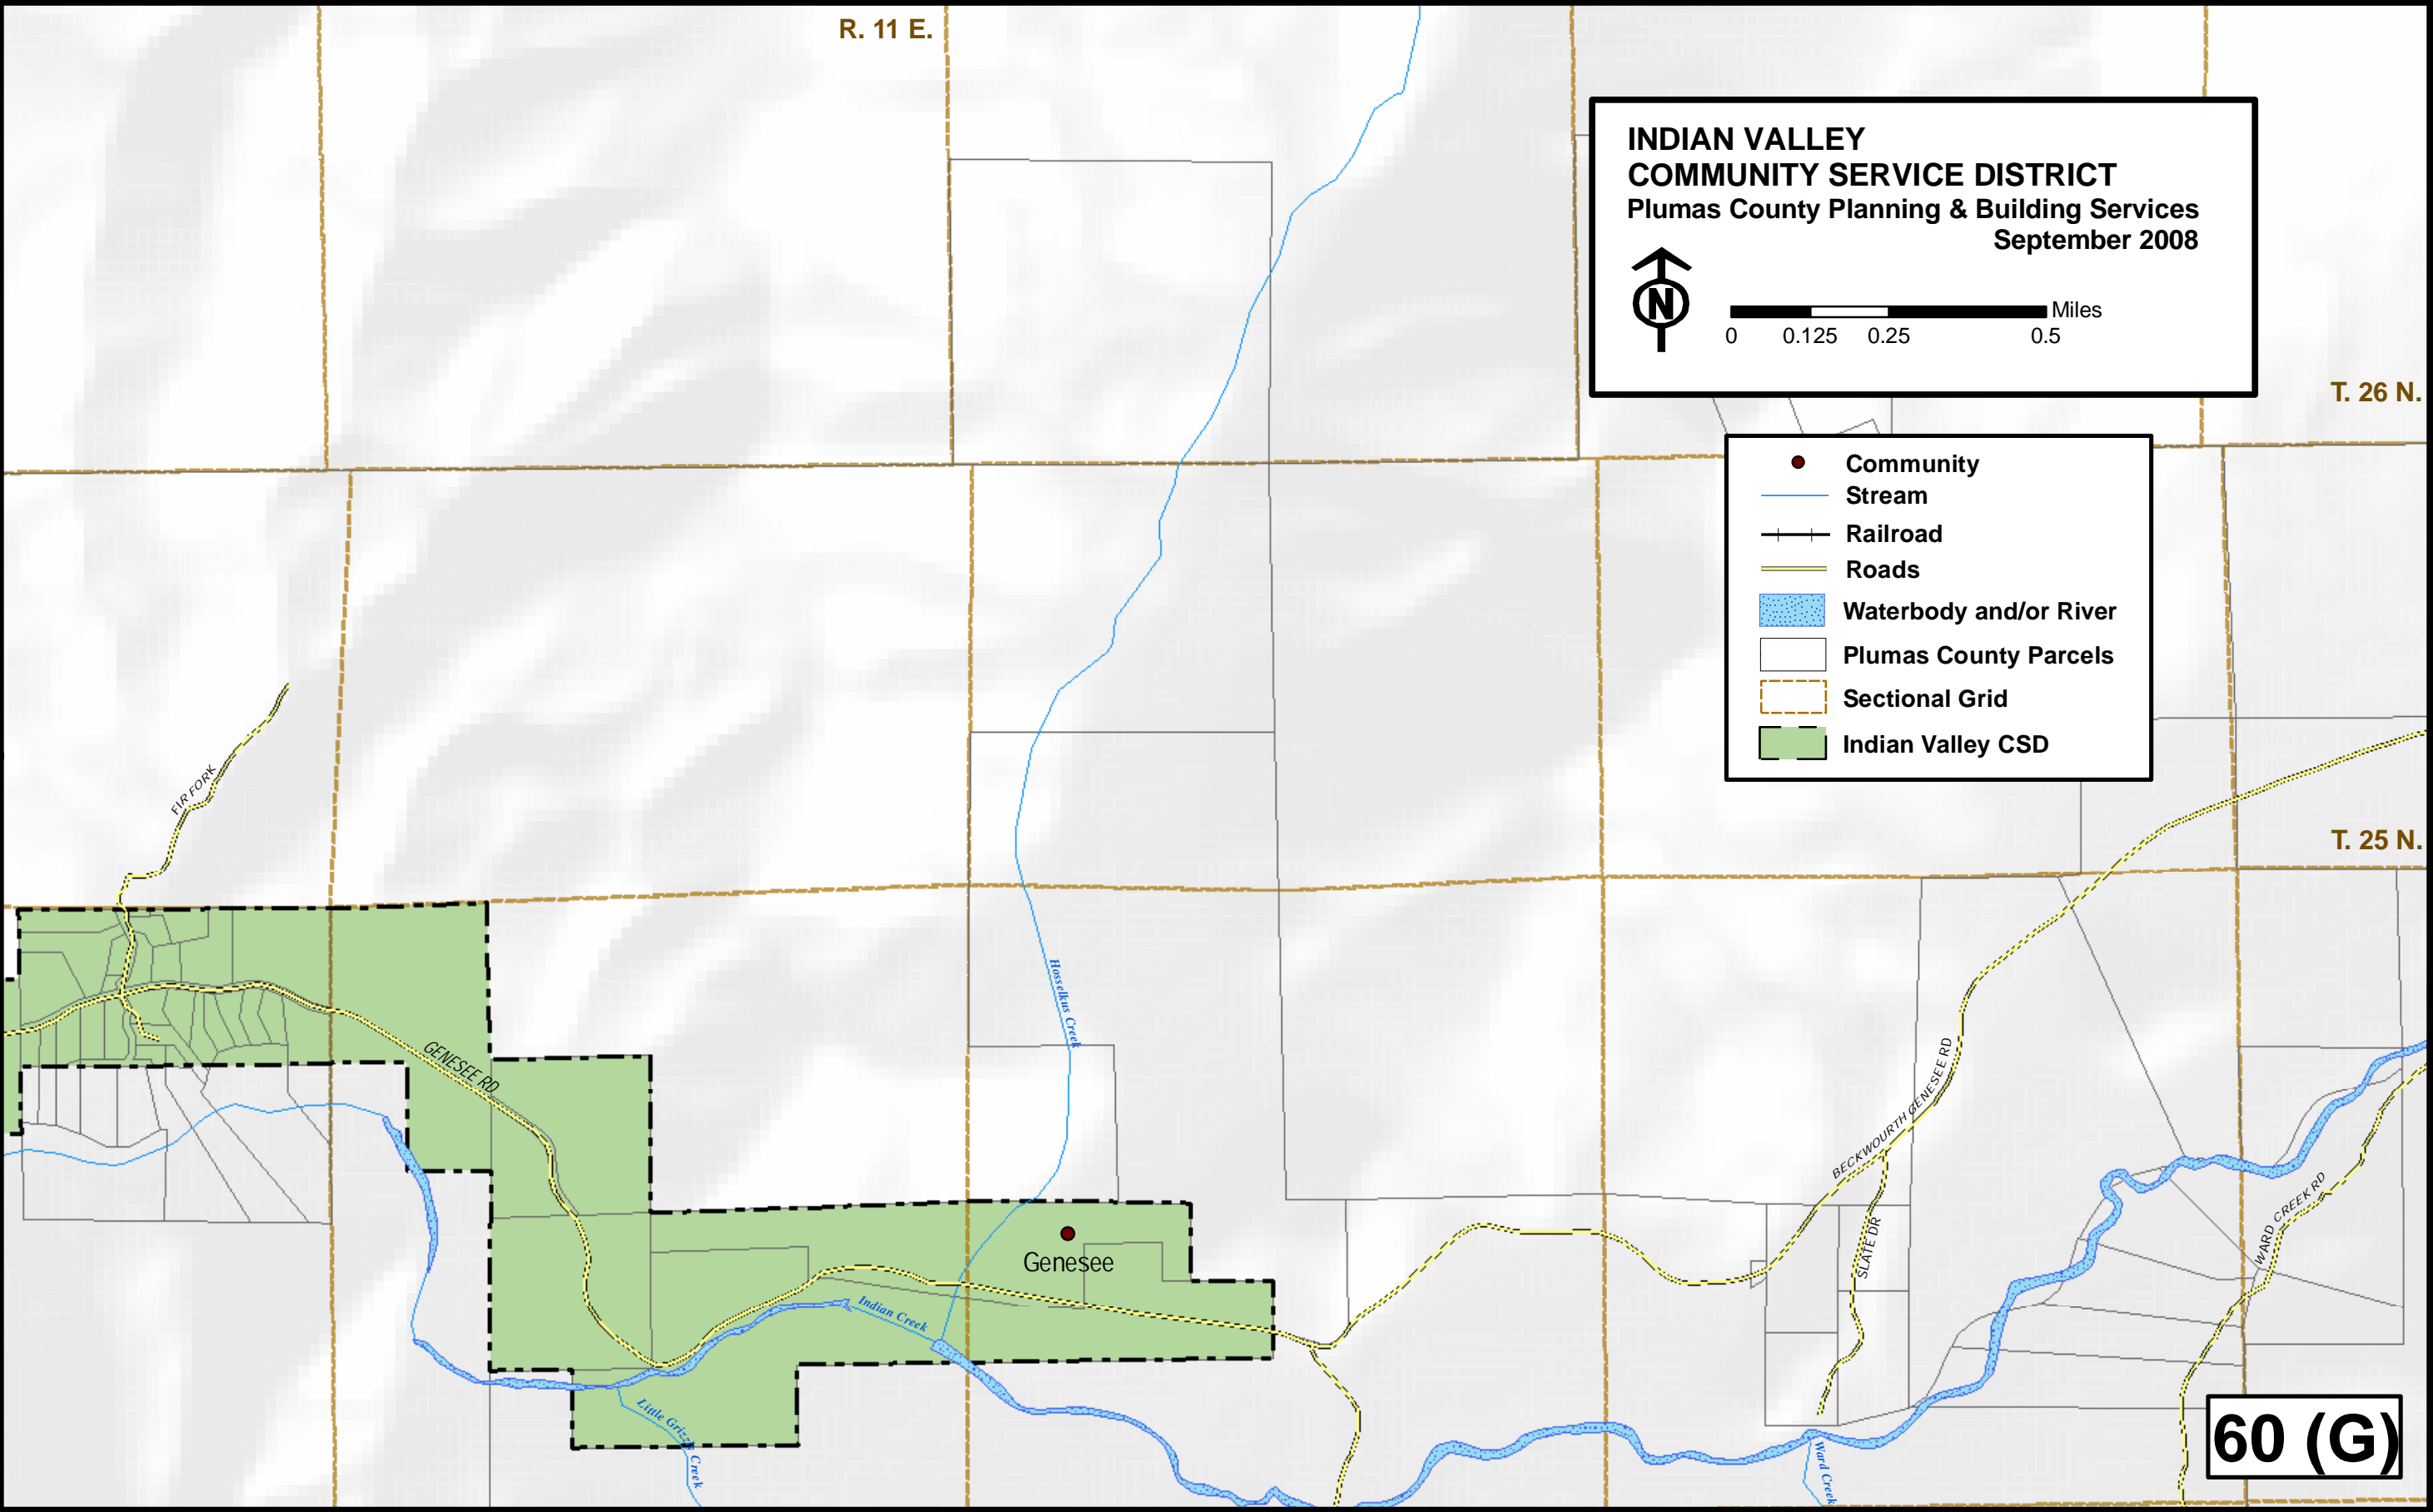 R. 11 E.
INDIAN VALLEY
COMMUNITY SERVICE DISTRICT
Plumas County Planning & Building Services
September 2008
N
Miles
0 0.125 0.25 0.5
T. 26 N.
Community
Stream
Railroad
Roads
Waterbody and/or River
Plumas County Parcels
Sectional Grid
Indian Valley CSD
FIR FORK
T. 25 N.
Hosselkus Creek
GENESEE RD
BECKWOURTH GENESEE RD
SLATE DR
WARD CREEK RD
Genesee
Indian Creek
Little Grizzly Creek
Ward Creek
60 (G)